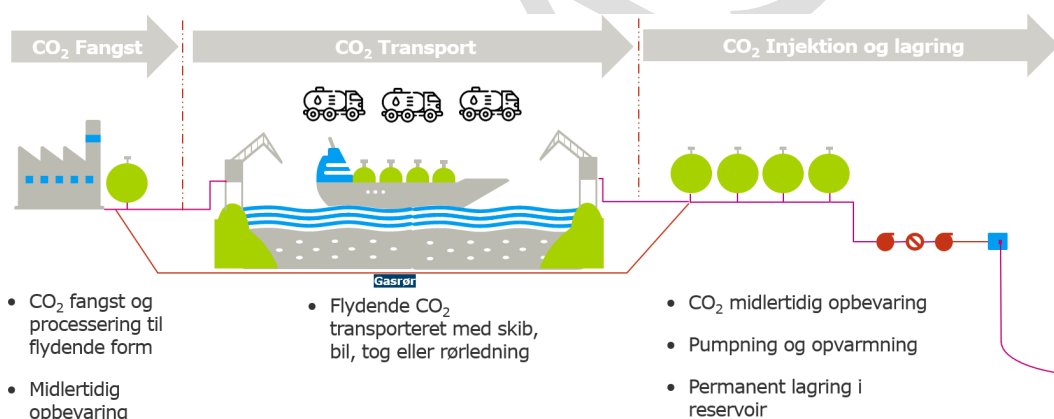 CO₂ Fangst
CO₂ Transport
CO₂ Injektion og lagring
Gasrør
• CO₂ fangst og
processering til
flydende form
• Midlertidig
opbevaring
• Flydende CO₂
transporteret med skib,
bil, tog eller rørledning
• CO₂ midlertidig opbevaring
• Pumpning og opvarmning
• Permanent lagring i
reservoir